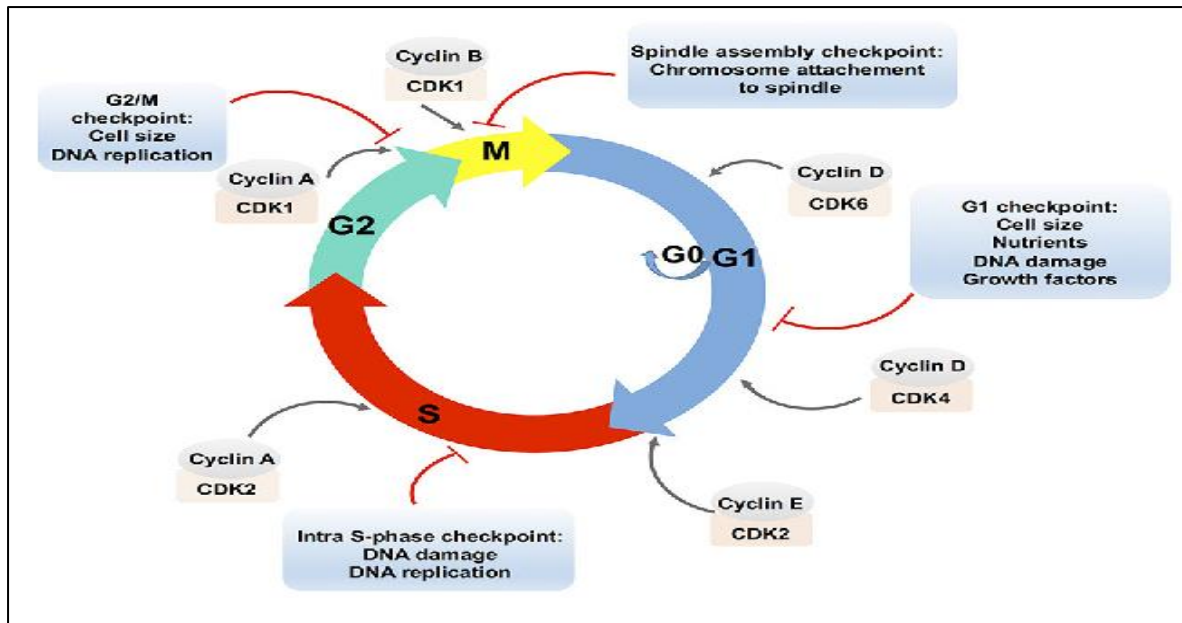 Cyclin B
CDK1
Spindle assembly checkpoint:
Chromosome attachement
to spindle
G2/M
checkpoint:
Cell size
DNA replication
M
Cyclin A
CDK1
Cyclin D
CDK6
G2
G0
G1
G1 checkpoint:
Cell size
Nutrients
DNA damage
Growth factors
Cyclin D
CDK4
S
Cyclin A
CDK2
Cyclin E
CDK2
Intra S-phase checkpoint:
DNA damage
DNA replication